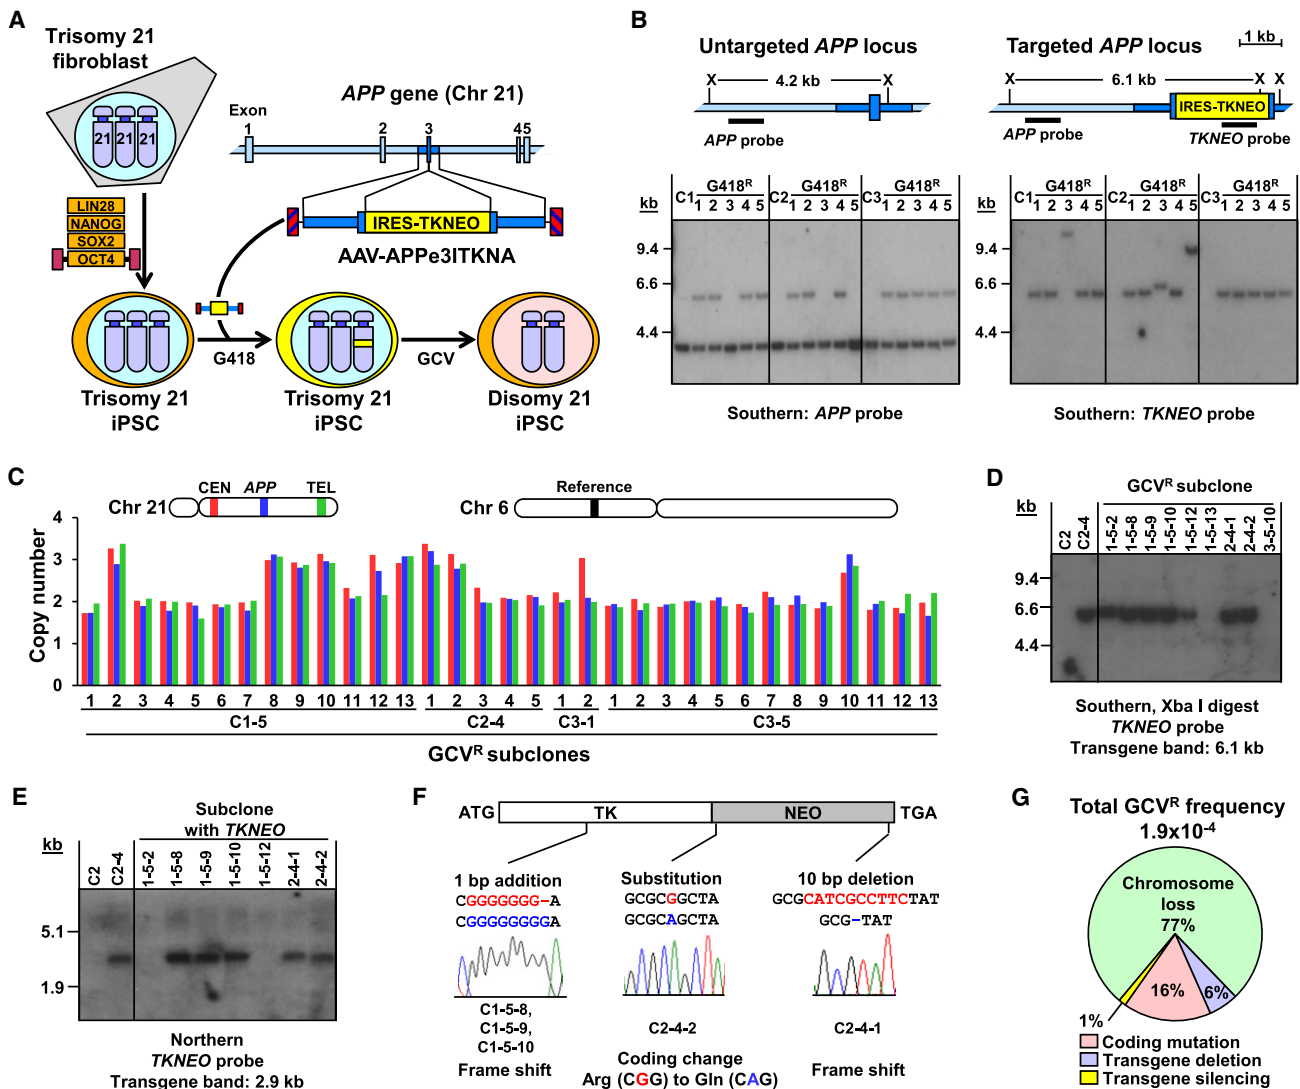 A
Trisomy 21
fibroblast
21 21 21
LIN28
NANOG
SOX2
OCT4
APP gene (Chr 21)
Exon
1 2 3 4 5
IRES-TKNEO
AAV-APPe3ITKNA
G418
GCV
Trisomy 21
iPSC
Trisomy 21
iPSC
Disomy 21
iPSC
B
Untargeted APP locus
X 4.2 kb X
APP probe
Targeted APP locus
1 kb
X 6.1 kb X X
IRES-TKNEO
APP probe
TKNEO probe
G418R G418R G418R
kb C1 1 2 3 4 5 C2 1 2 3 4 5 C3 1 2 3 4 5
9.4
6.6
4.4
Southern: APP probe
G418R G418R G418R
kb C1 1 2 3 4 5 C2 1 2 3 4 5 C3 1 2 3 4 5
9.4
6.6
4.4
Southern: TKNEO probe
C
CEN APP TEL
Chr 21
Reference
Chr 6
Copy number
4
3
2
1
0
1 2 3 4 5 6 7 8 9 10 11 12 13 1 2 3 4 5 1 2 1 2 3 4 5 6 7 8 9 10 11 12 13
C1-5 C2-4 C3-1 C3-5
GCVR subclones
D
GCVR subclone
kb C2 C2-4 1-5-2 1-5-8 1-5-9 1-5-10 1-5-12 1-5-13 2-4-1 2-4-2 3-5-10
9.4
6.6
4.4
Southern, Xba I digest
TKNEO probe
Transgene band: 6.1 kb
E
Subclone
with TKNEO
kb C2 C2-4 1-5-2 1-5-8 1-5-9 1-5-10 1-5-12 2-4-1 2-4-2
5.1
1.9
Northern
TKNEO probe
Transgene band: 2.9 kb
F
ATG TK NEO TGA
1 bp addition
CGGGGGGG-A
CGGGGGGGGA
C1-5-8,
C1-5-9,
C1-5-10
Frame shift
Substitution
GCGCGGCTA
GCGCAGCTA
C2-4-2
Coding change
Arg (CGG) to Gln (CAG)
10 bp deletion
GCGCATCGCCTTCTAT
GCG-TAT
C2-4-1
Frame shift
G
Total GCVR frequency
1.9x10-4
Chromosome
loss
77%
16%
6%
1%
Coding mutation
Transgene deletion
Transgene silencing